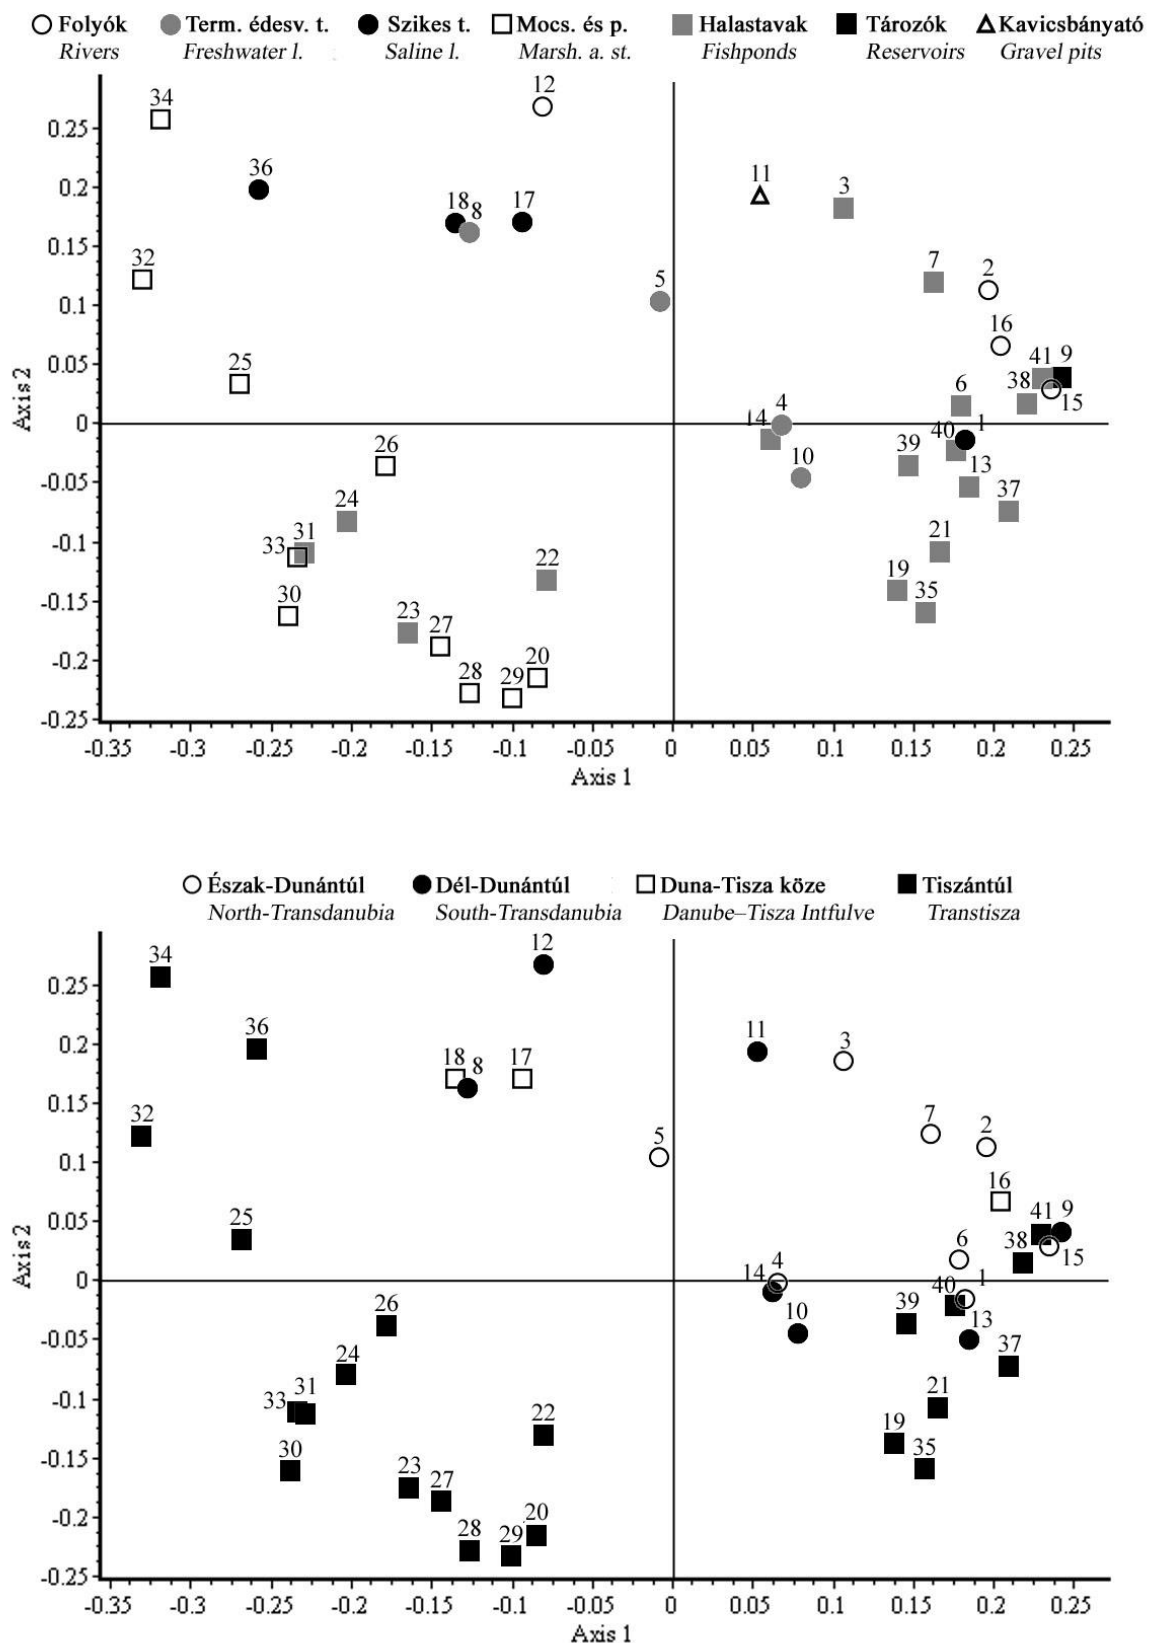 Folyók Term. édesv. t. Szikes t. Mocs. és p. Halastavak Tározók Kavicsbányató
Rivers Freshwater l. Saline l. Marsh. a. st. Fishponds Reservoirs Gravel pits
34 12
0.25
36 11 3
0.2
18 8 17
0.15
32 7 2
5
0.1
16
25 41 9
0.05
6 38 15
Axis 2
0
14 4 40 1
26 10 39 13
-0.05
24 37
33 31 21
-0.1
22 19
30 35
-0.15
23 27
20
28 29
-0.2
-0.25
-0.35 -0.3 -0.25 -0.2 -0.15 -0.1 -0.05 0 0.05 0.1 0.15 0.2 0.25
Axis 1
Észak-Dunántúl Dél-Dunántúl Duna-Tisza köze Tiszántúl
North-Transdanubia South-Transdanubia Danube–Tisza Intfulve Transtisza
34 12
0.25
36 11 3
0.2
18 8 17
0.15
32 7 2
5
0.1
16
25 41 9
0.05
6 38 15
Axis 2
0
14 4 40 1
26 10 39 13
-0.05
24 37
33 31 21
-0.1
22 19
30 35
-0.15
23 27
20
28 29
-0.2
-0.25
-0.35 -0.3 -0.25 -0.2 -0.15 -0.1 -0.05 0 0.05 0.1 0.15 0.2 0.25
Axis 1